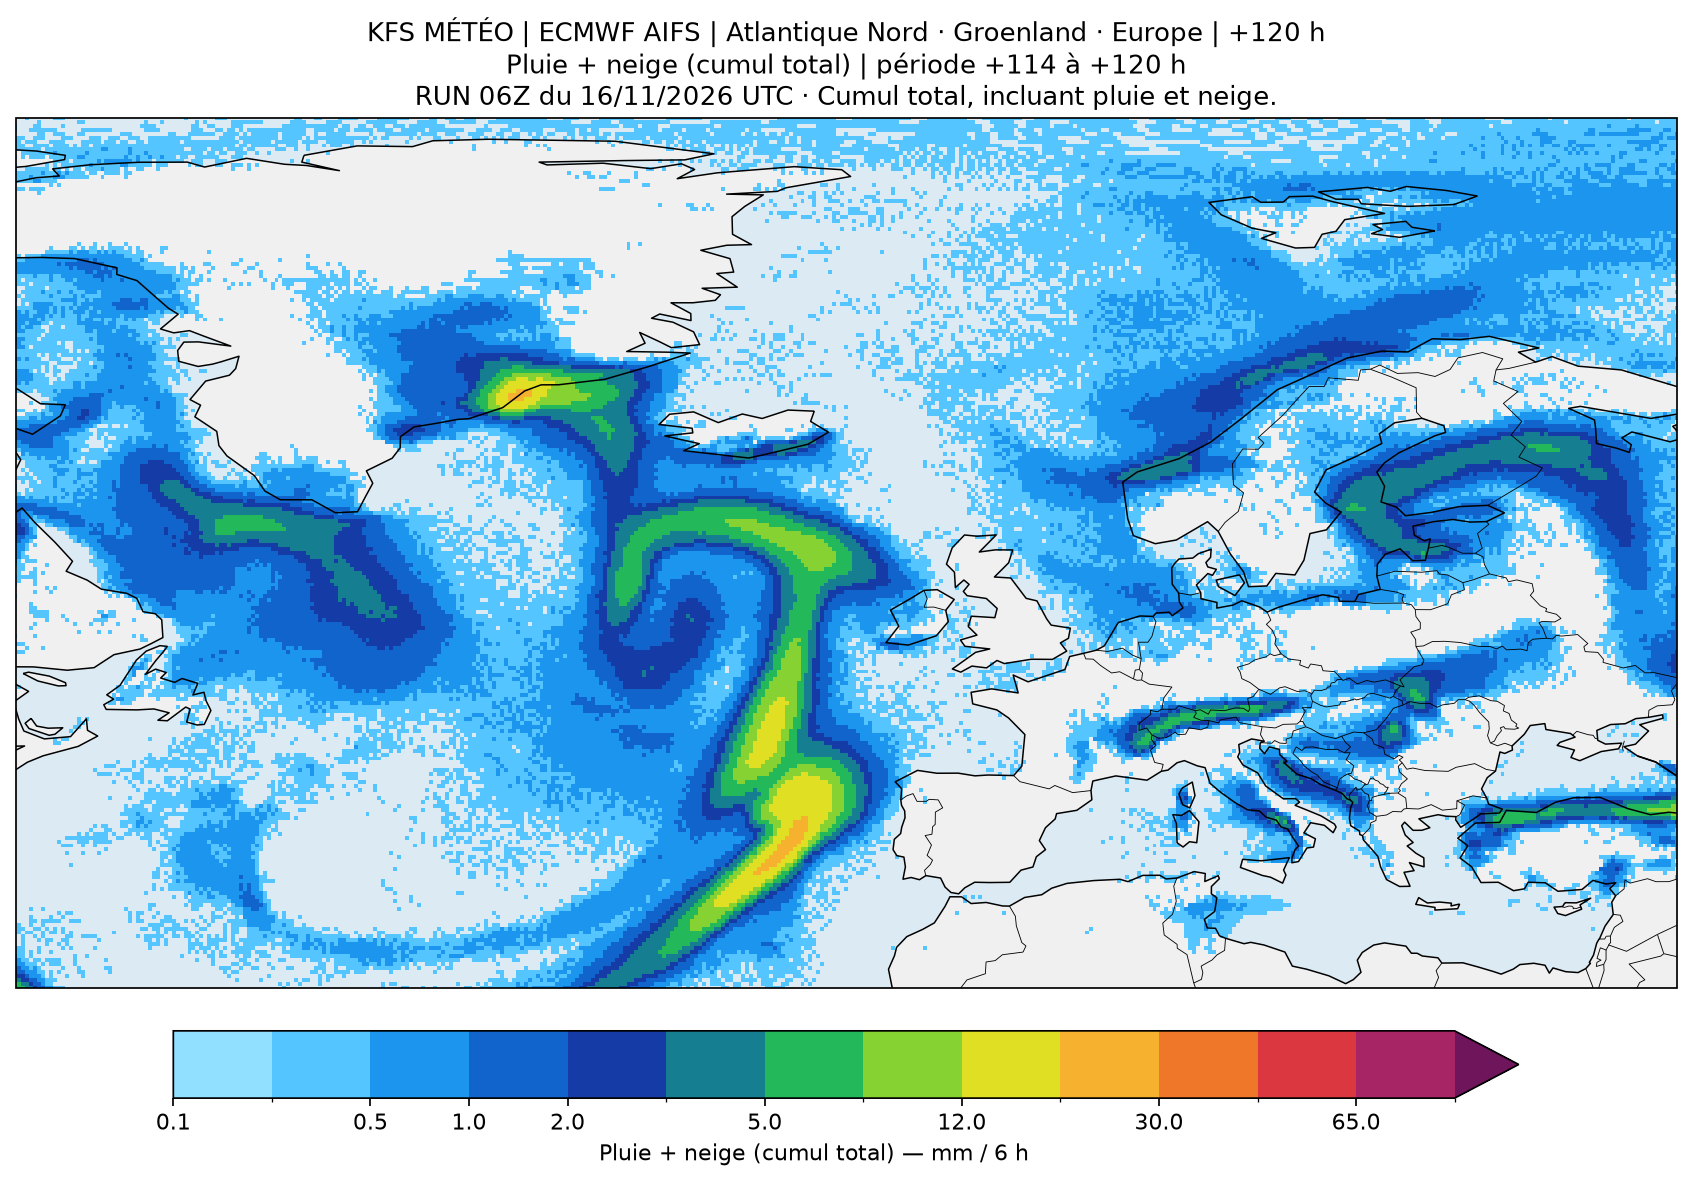 KFS MÉTÉO | ECMWF AIFS | Atlantique Nord · Groenland · Europe | +120 h
Pluie + neige (cumul total) | période +114 à +120 h
RUN 06Z du 16/11/2026 UTC · Cumul total, incluant pluie et neige.
0.1 0.5 1.0 2.0 5.0 12.0 30.0 65.0
Pluie + neige (cumul total) — mm / 6 h